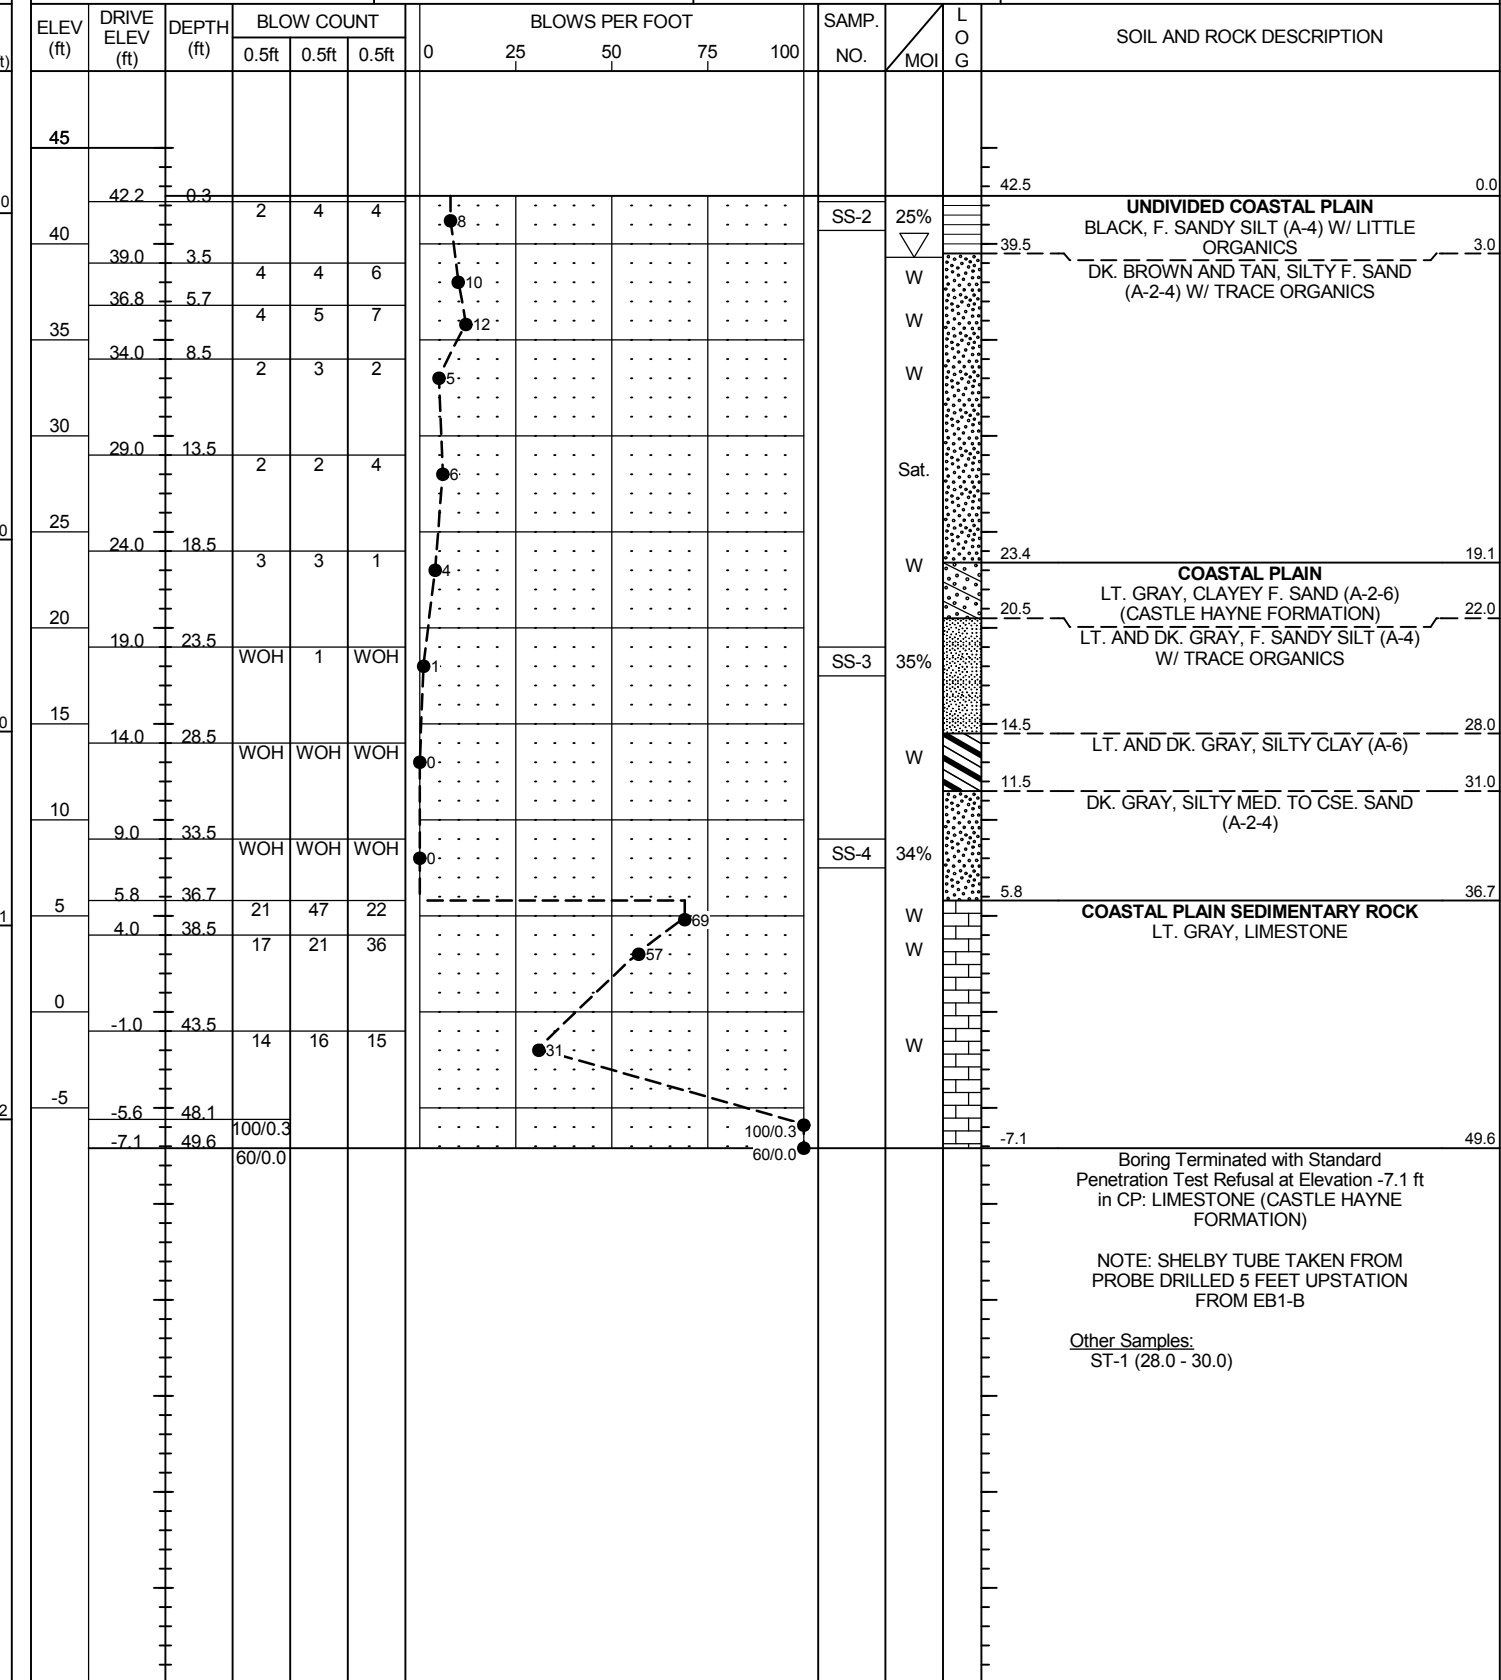 ELEV (ft) DRIVE ELEV (ft) DEPTH (ft) BLOW COUNT BLOWS PER FOOT SAMP. NO. MOI L O G SOIL AND ROCK DESCRIPTION
0.5ft 0.5ft 0.5ft 0 25 50 75 100
45
42.5 0.0
42.2 0.3
2 4 4 8 SS-2 25%
UNDIVIDED COASTAL PLAIN
BLACK, F. SANDY SILT (A-4) W/ LITTLE
ORGANICS
40
39.5 3.0
39.0 3.5
4 4 6 10 W
DK. BROWN AND TAN, SILTY F. SAND
(A-2-4) W/ TRACE ORGANICS
36.8 5.7
4 5 7 12 W
35
34.0 8.5
2 3 2 5 W
30
29.0 13.5
2 2 4 6 Sat.
25
24.0 18.5
3 3 1 4 W
23.4 19.1
COASTAL PLAIN
LT. GRAY, CLAYEY F. SAND (A-2-6)
(CASTLE HAYNE FORMATION)
20.5 22.0
20
LT. AND DK. GRAY, F. SANDY SILT (A-4)
W/ TRACE ORGANICS
19.0 23.5
WOH 1 WOH 1 SS-3 35%
15
14.5 28.0
14.0 28.5
WOH WOH WOH 0 W
LT. AND DK. GRAY, SILTY CLAY (A-6)
11.5 31.0
DK. GRAY, SILTY MED. TO CSE. SAND
(A-2-4)
10
9.0 33.5
WOH WOH WOH 0 SS-4 34%
5.8 36.7
5.8 36.7
21 47 22 69 W
COASTAL PLAIN SEDIMENTARY ROCK
LT. GRAY, LIMESTONE
5
4.0 38.5
17 21 36 57 W
0
-1.0 43.5
14 16 15 31 W
-5
-5.6 48.1
100/0.3 100/0.3
-7.1 49.6
-7.1 49.6
60/0.0 60/0.0
Boring Terminated with Standard
Penetration Test Refusal at Elevation -7.1 ft
in CP: LIMESTONE (CASTLE HAYNE
FORMATION)
NOTE: SHELBY TUBE TAKEN FROM
PROBE DRILLED 5 FEET UPSTATION
FROM EB1-B
Other Samples:
ST-1 (28.0 - 30.0)